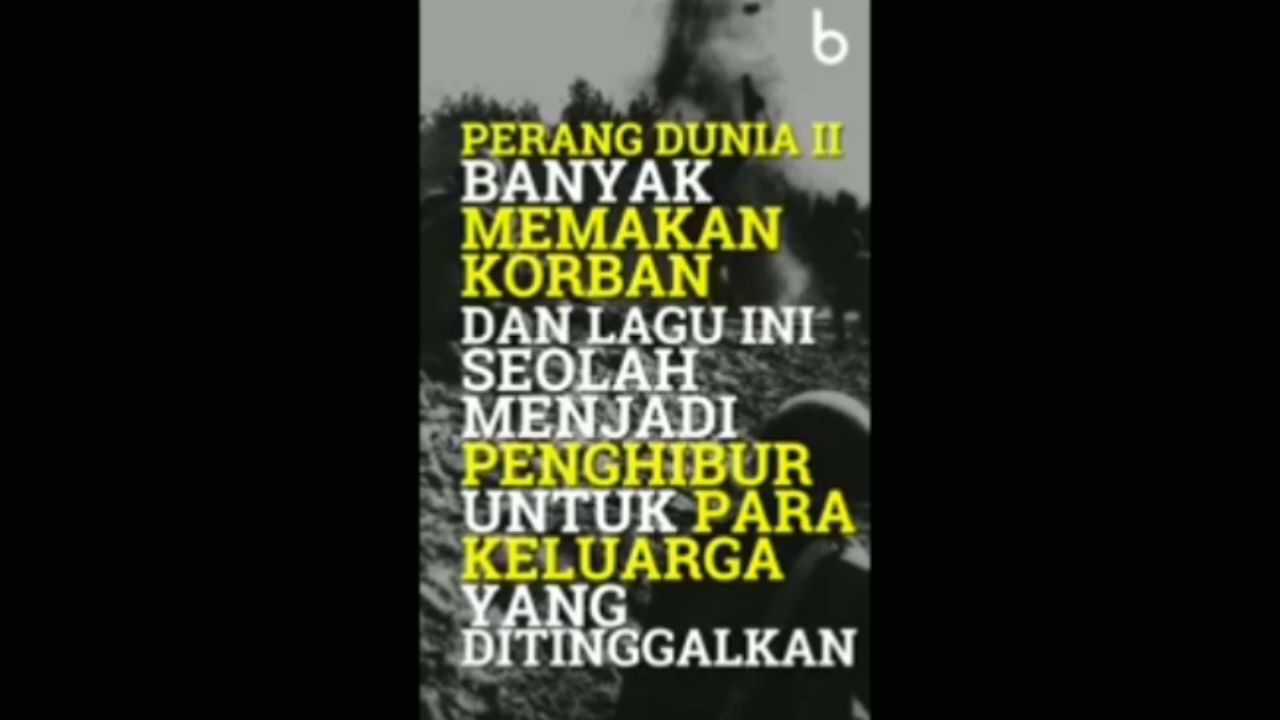 b
PERANG DUNIA II
BANYAK
MEMAKAN
KORBAN
DAN LAGU INI
SEOLAH
MENJADI
PENGHIBUR
UNTUK PARA
KELUARGA
YANG
DITINGGALKAN